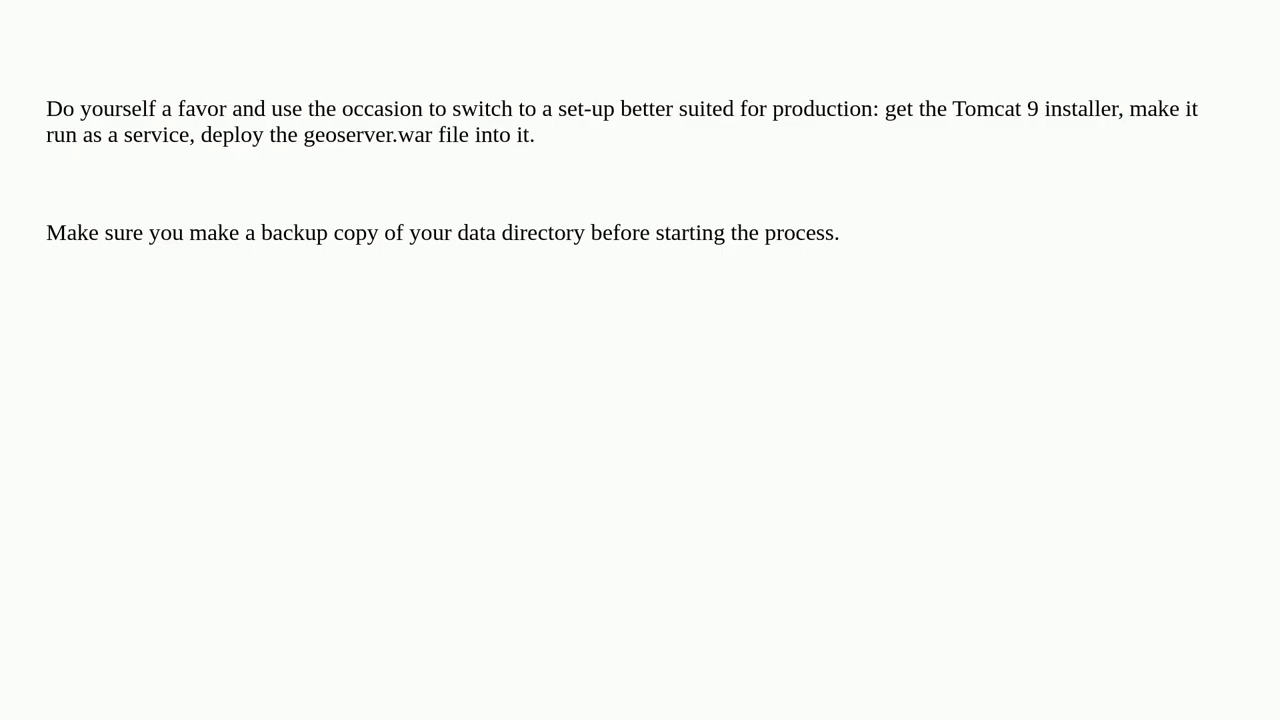 Do yourself a favor and use the occasion to switch to a set-up better suited for production: get the Tomcat 9 installer, make it
run as a service, deploy the geoserver.war file into it.
Make sure you make a backup copy of your data directory before starting the process.